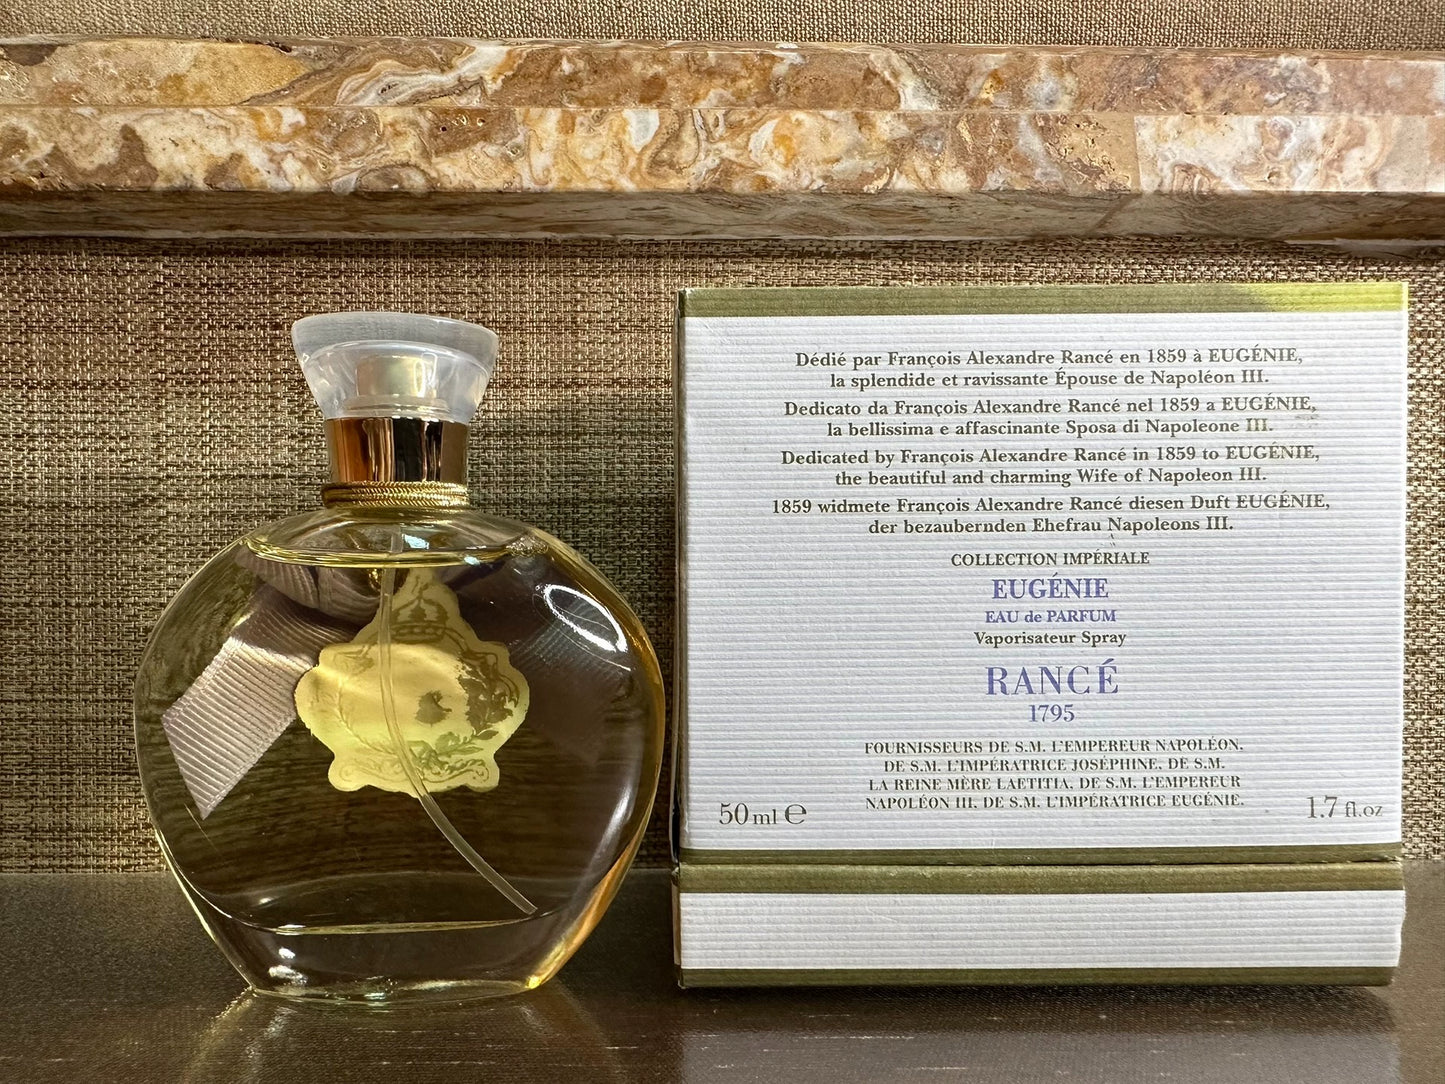 Dédié par François Alexandre Rancé en 1859 à EUGÉNIE,
la splendide et ravissante Épouse de Napoléon III.
Dedicato da François Alexandre Rancé nel 1859 a EUGÉNIE,
la bellissima e affascinante Sposa di Napoleone III.
Dedicated by François Alexandre Rancé in 1859 to EUGÉNIE,
the beautiful and charming Wife of Napoleon III.
1859 widmete François Alexandre Rancé diesen Duft EUGÉNIE,
der bezaubernden Ehefrau Napoleons III.
COLLECTION IMPÉRIALE
EUGÉNIE
EAU de PARFUM
Vaporisateur Spray
RANCÉ
1795
FOURNISSEURS DE S.M. L'EMPEREUR NAPOLÉON,
DE S.M. L'IMPÉRATRICE JOSÉPHINE, DE S.M.
LA REINE MÈRE LAETITIA, DE S.M. L'EMPEREUR
NAPOLÉON III, DE S.M. L'IMPÉRATRICE EUGÉNIE.
50 ml ℮
1.7 fl.oz